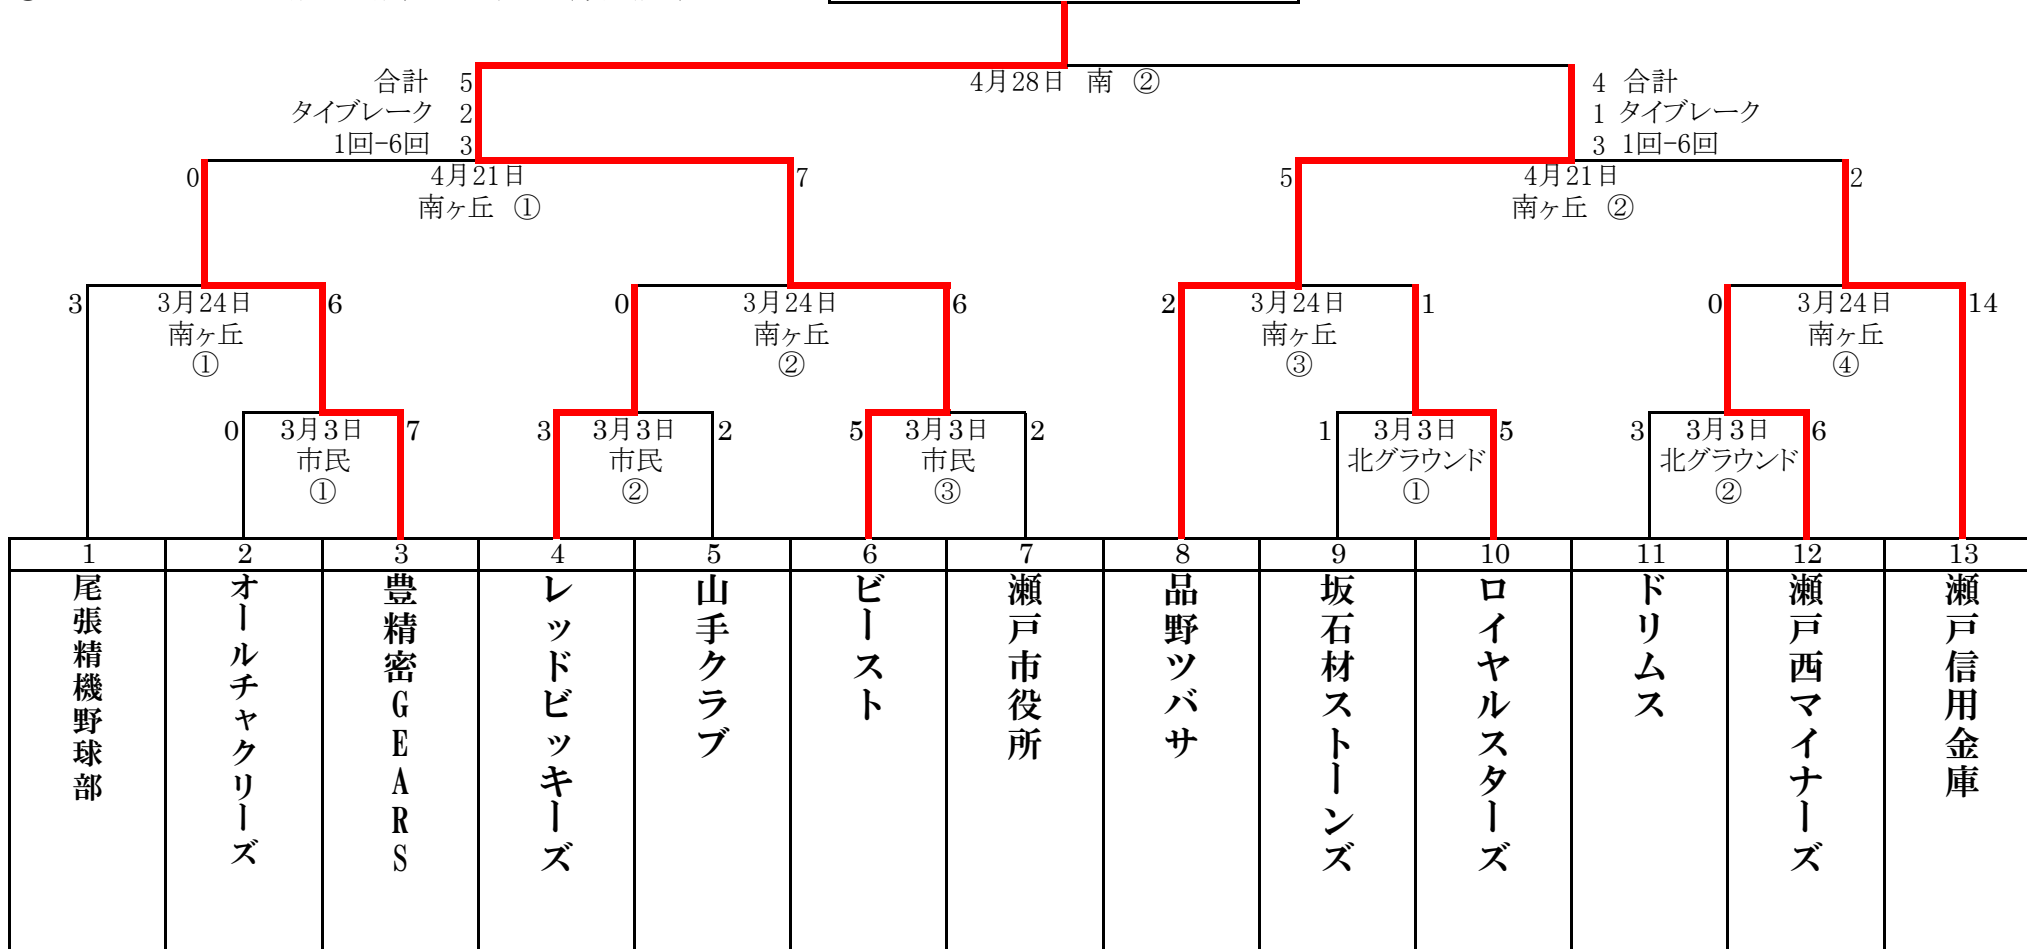 合計 5
4月28日 南 ②
4 合計
タイブレーク 2
1 タイブレーク
1回-6回 3
3 1回-6回
0
4月21日
7
5
4月21日
2
南ヶ丘 ①
南ヶ丘 ②
3
3月24日
6
0
3月24日
6
2
3月24日
1
0
3月24日
14
南ヶ丘
南ヶ丘
南ヶ丘
南ヶ丘
①
②
③
④
0
3月3日
7
3
3月3日
2
5
3月3日
2
1
3月3日
5
3
3月3日
6
市民
市民
市民
北グラウンド
北グラウンド
①
②
③
①
②
1
2
3
4
5
6
7
8
9
10
11
12
13
尾張精機野球部
オールチャクリーズ
豊精密GEARS
レッドビッキーズ
山手クラブ
ビースト
瀬戸市役所
品野ツバサ
坂石材ストーンズ
ロイヤルスターズ
ドリムス
瀬戸西マイナーズ
瀬戸信用金庫